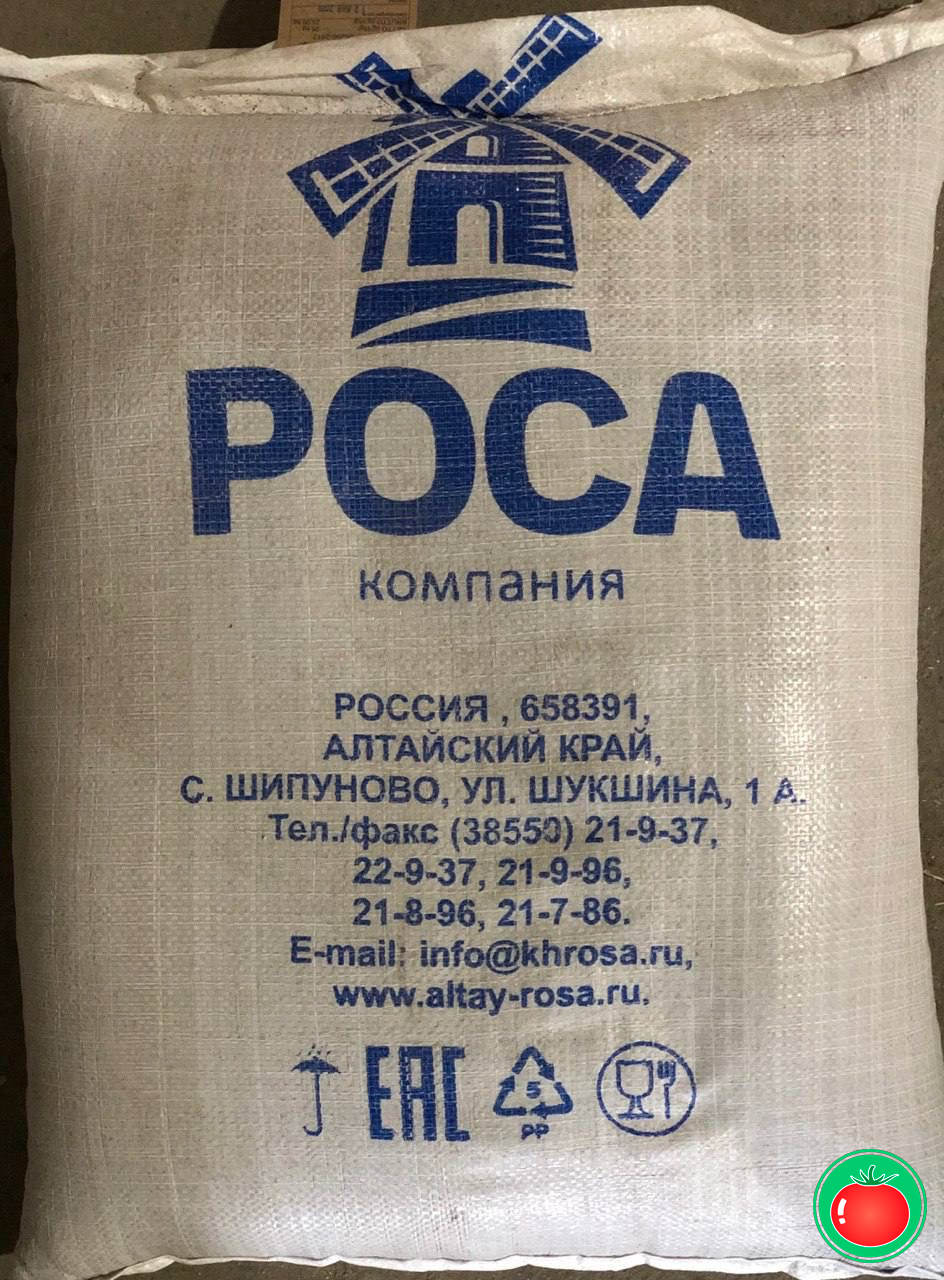 РОСА
компания
РОССИЯ , 658391,
АЛТАЙСКИЙ КРАЙ,
С. ШИПУНОВО, УЛ. ШУКШИНА, 1 А.
Тел./факс (38550) 21-9-37,
22-9-37, 21-9-96,
21-8-96, 21-7-86.
E-mail: info@khrosa.ru,
www.altay-rosa.ru.
EAC
5
PP